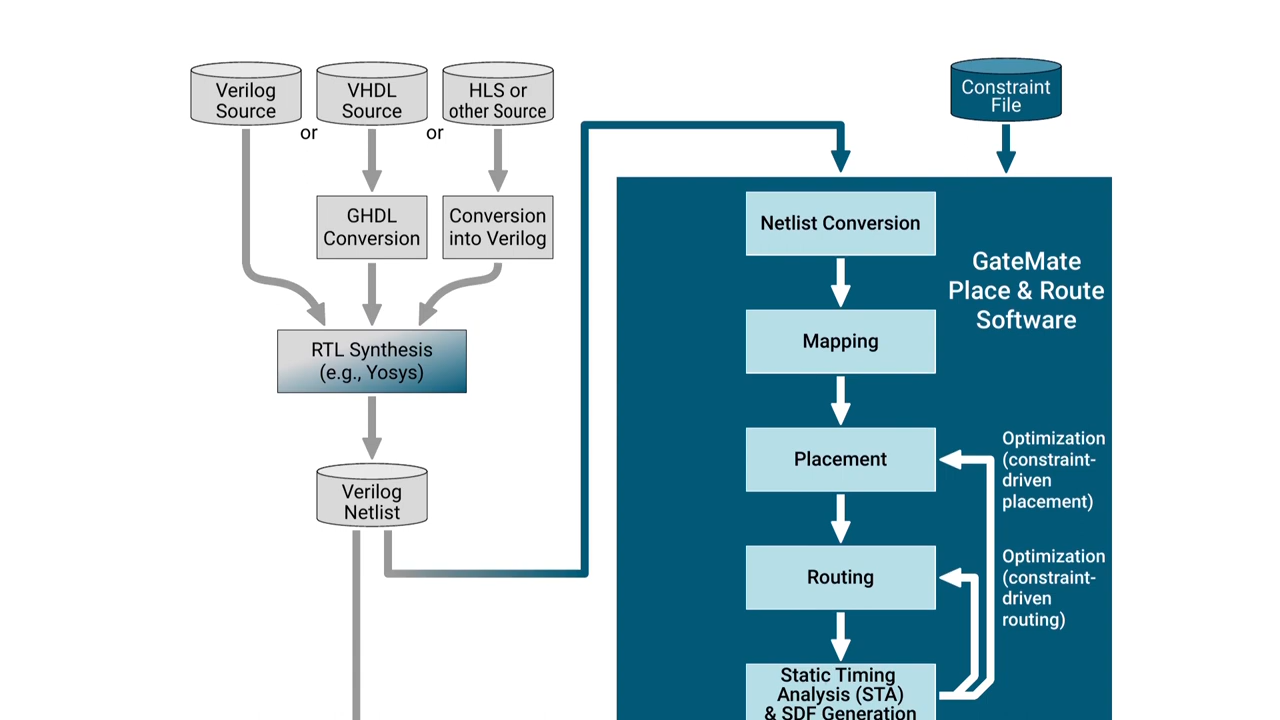 Verilog
Source
or
VHDL
Source
or
HLS or
other Source
Constraint
File
GHDL
Conversion
Conversion
into Verilog
RTL Synthesis
(e.g., Yosys)
Verilog
Netlist
Netlist Conversion
GateMate
Place & Route
Software
Mapping
Placement
Optimization
(constraint-
driven
placement)
Routing
Optimization
(constraint-
driven
routing)
Static Timing
Analysis (STA)
& SDF Generation